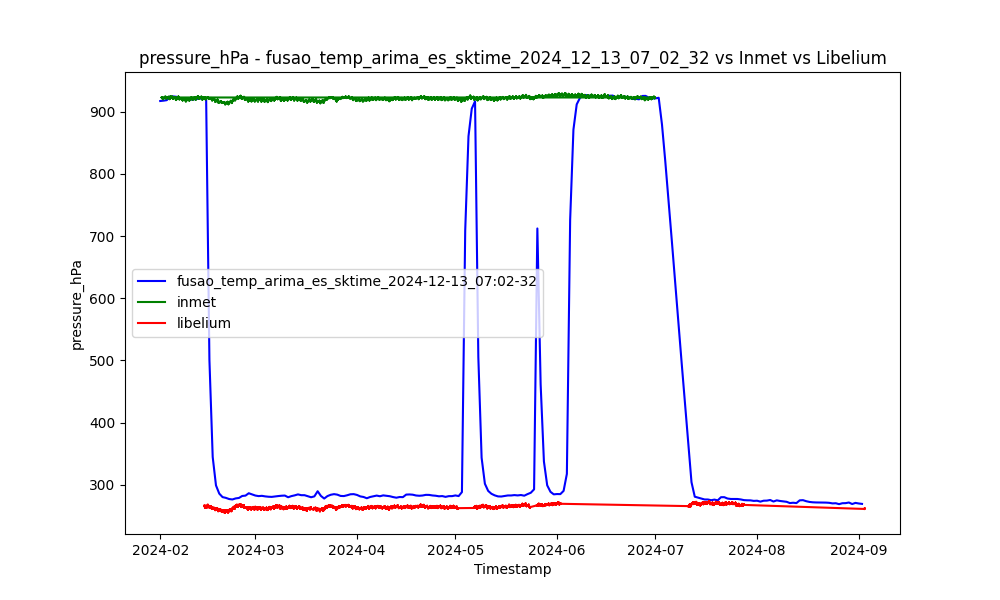 pressure_hPa - fusao_temp_arima_es_sktime_2024_12_13_07_02_32 vs Inmet vs Libelium
pressure_hPa
900
800
700
600
500
400
300
fusao_temp_arima_es_sktime_2024-12-13_07:02-32
inmet
libelium
2024-02 2024-03 2024-04 2024-05 2024-06 2024-07 2024-08 2024-09
Timestamp